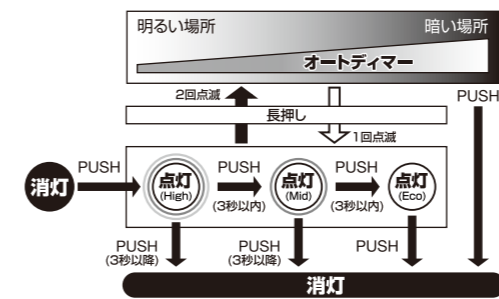 明るい場所 暗い場所
オートディマー
2回点滅 PUSH
長押し
1回点滅
消灯 PUSH 点灯 PUSH 点灯 PUSH 点灯
(High) (Mid) (Eco)
(3秒以内) (3秒以内)
PUSH PUSH PUSH
(3秒以降) (3秒以降)
消灯